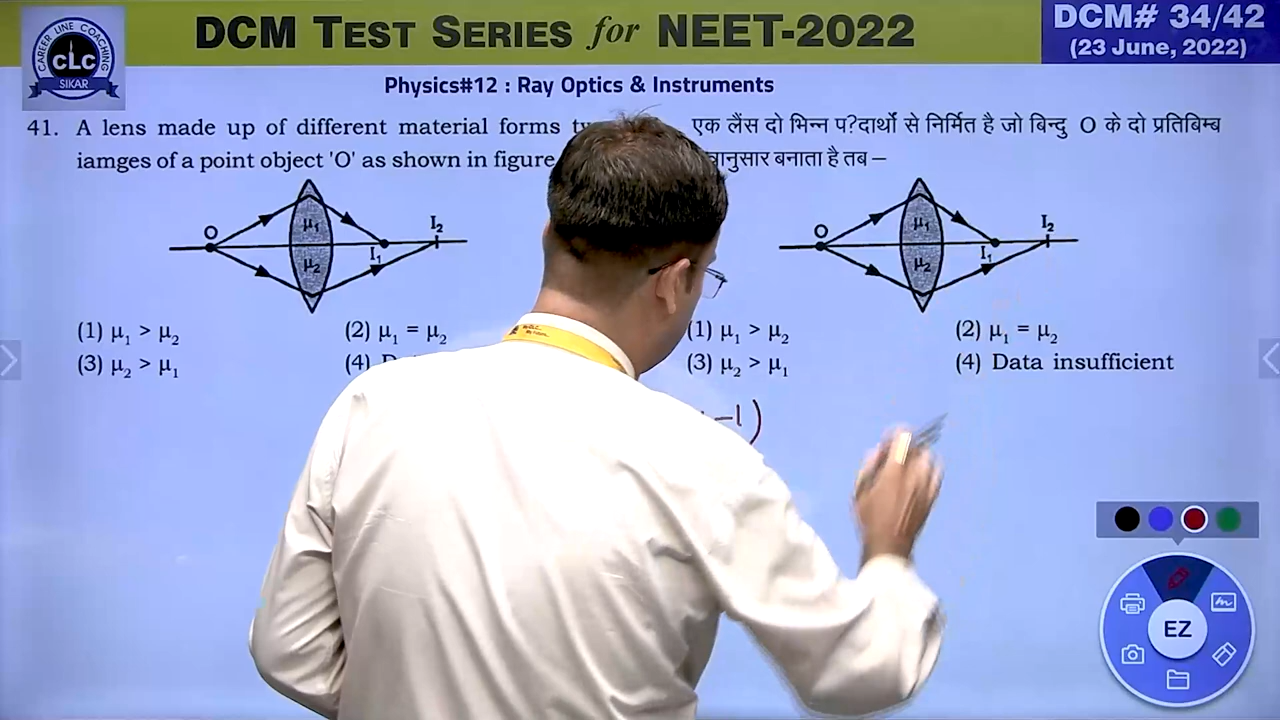 DCM TEST SERIES for NEET-2022
DCM# 34/42
(23 June, 2022)
CAREER LINE COACHING
CLC
SIKAR
Physics#12 : Ray Optics & Instruments
41. A lens made up of different material forms
iamges of a point object 'O' as shown in figure
O μ₁ μ₂ I₁ I₂
(1) μ₁ > μ₂ (2) μ₁ = μ₂
(3) μ₂ > μ₁ (4)
एक लैंस दो भिन्न प?दार्थों से निर्मित है जो बिन्दु O के दो प्रतिबिम्ब
बनाता है तब –
O μ₁ μ₂ I₁ I₂
(1) μ₁ > μ₂ (2) μ₁ = μ₂
(3) μ₂ > μ₁ (4) Data insufficient
-1)
EZ